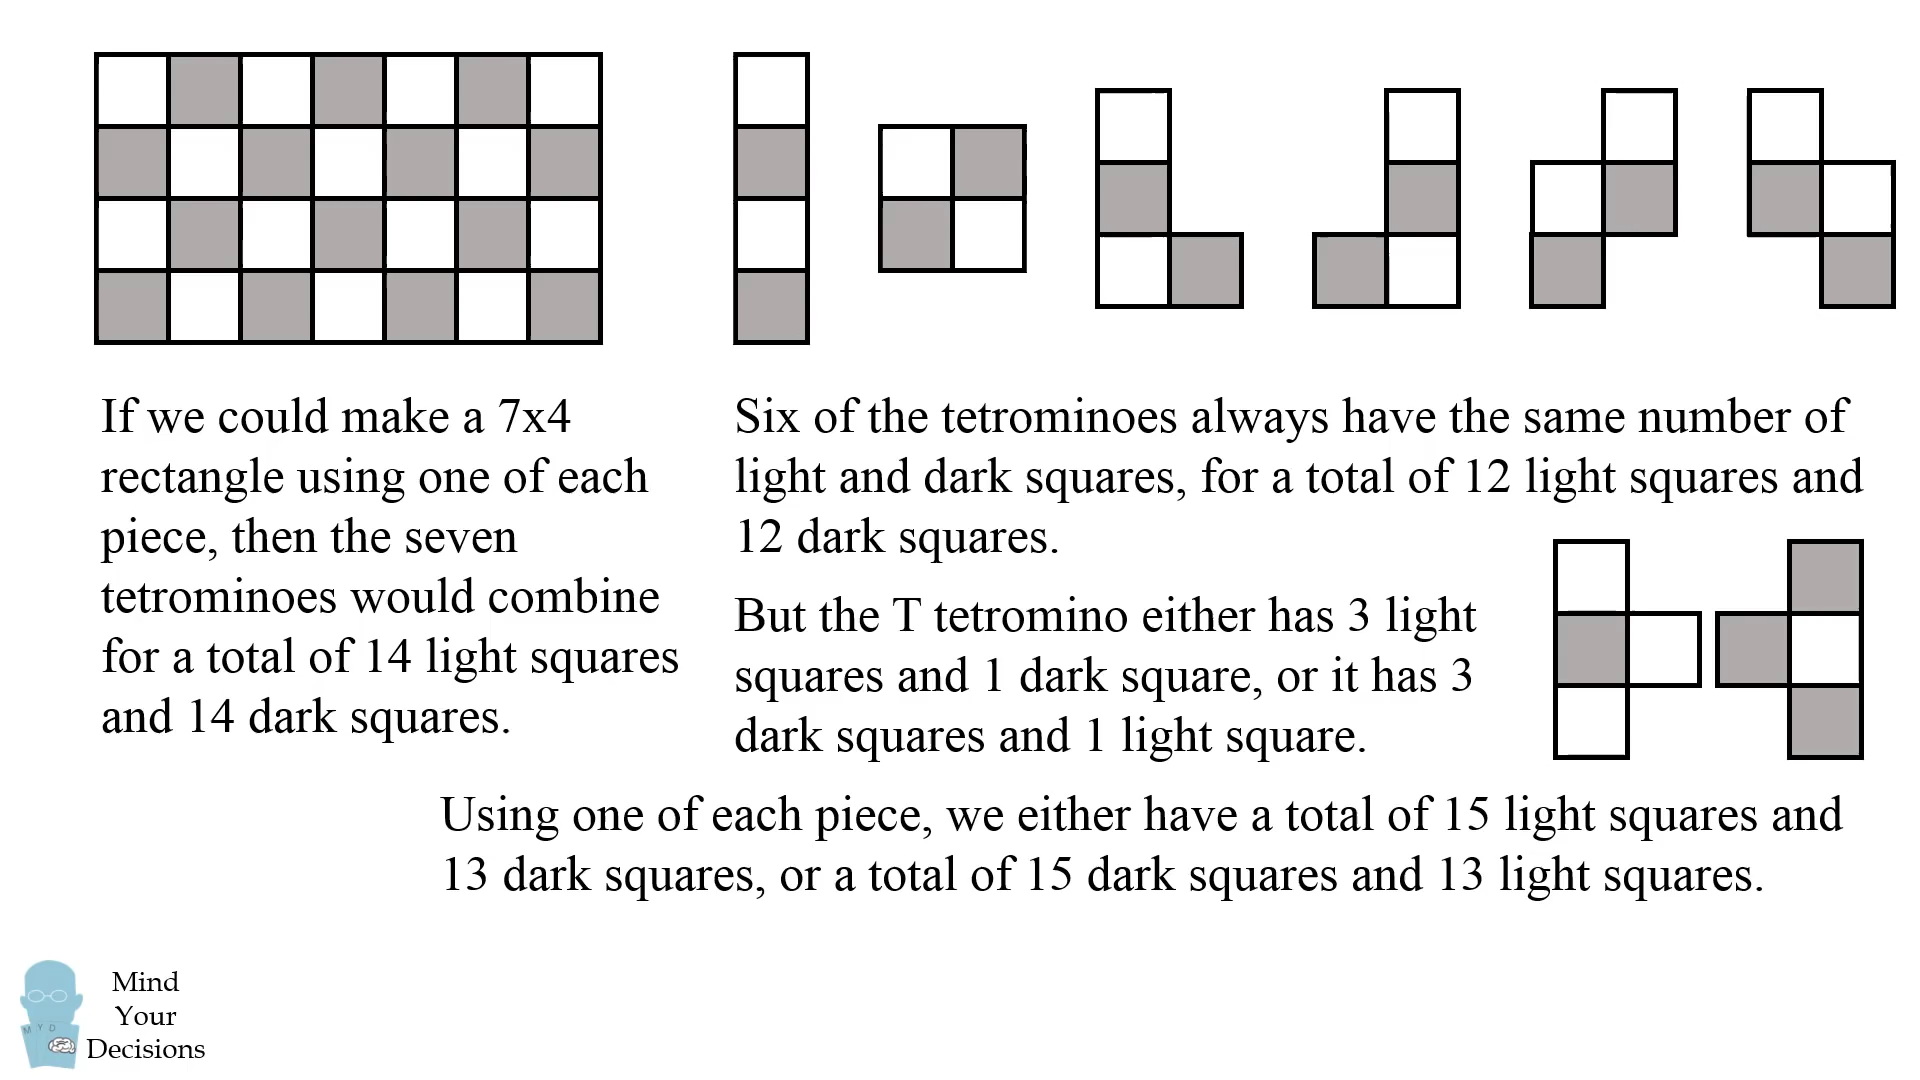 If we could make a 7x4
rectangle using one of each
piece, then the seven
tetrominoes would combine
for a total of 14 light squares
and 14 dark squares.
Six of the tetrominoes always have the same number of
light and dark squares, for a total of 12 light squares and
12 dark squares.
But the T tetromino either has 3 light
squares and 1 dark square, or it has 3
dark squares and 1 light square.
Using one of each piece, we either have a total of 15 light squares and
13 dark squares, or a total of 15 dark squares and 13 light squares.
M Y D
Mind
Your
Decisions